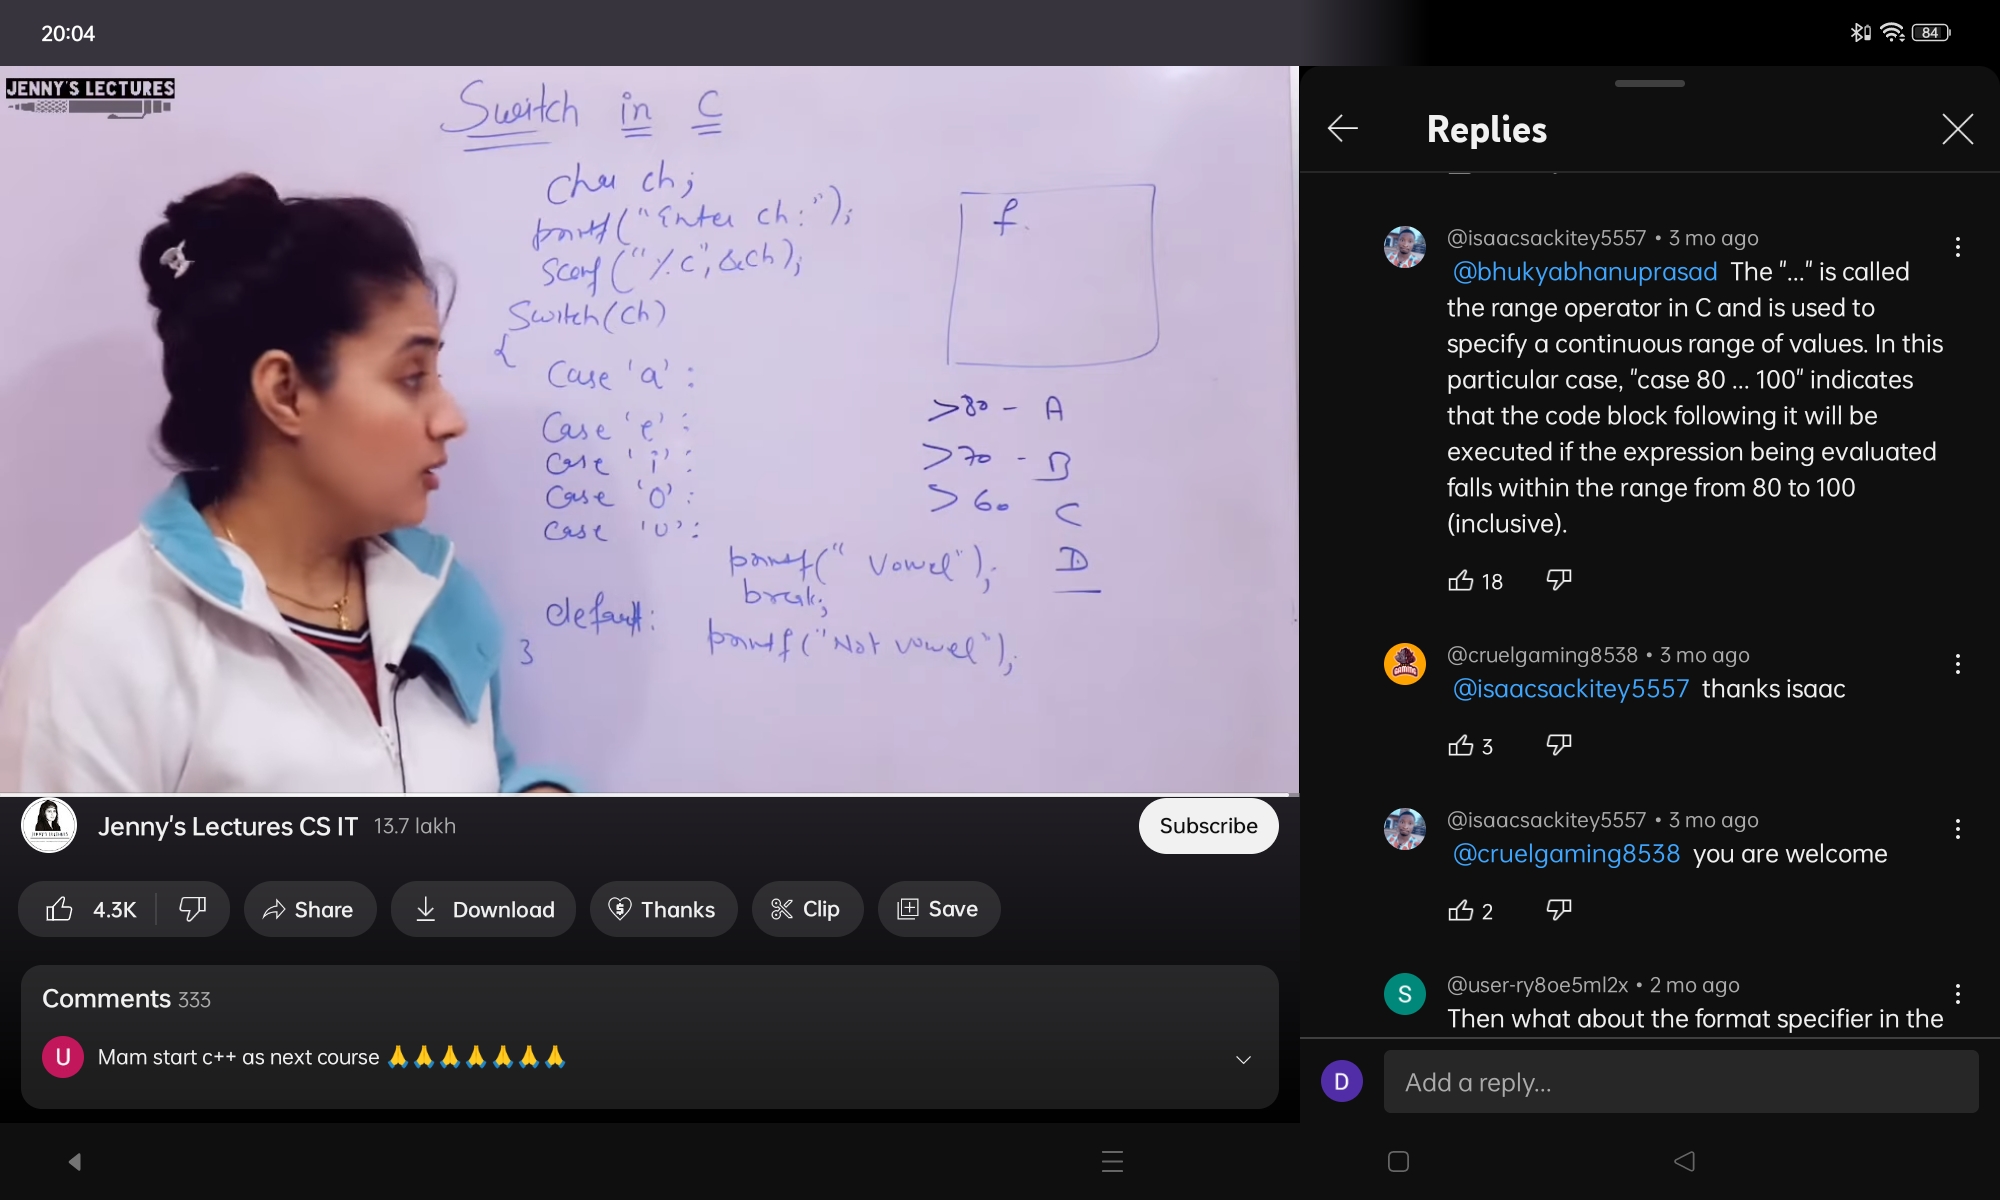 20:04
84
JENNY'S LECTURES
Switch in C
char ch;
printf("Enter ch:");
scanf("%c",&ch);
Switch(ch)
{
Case 'a':
Case 'e':
Case 'i':
Case 'o':
Case 'u':
printf(" Vowel");
break;
default:
printf("Not vowel");
}
f.
>80 - A
>70 - B
>60 C
D
Jenny's Lectures CS IT 13.7 lakh
Subscribe
4.3K
Share
Download
Thanks
Clip
Save
Comments 333
U
Mam start c++ as next course 🙏🙏🙏🙏🙏🙏🙏
Replies
@isaacsackitey5557 • 3 mo ago
@bhukyabhanuprasad The "..." is called
the range operator in C and is used to
specify a continuous range of values. In this
particular case, "case 80 ... 100" indicates
that the code block following it will be
executed if the expression being evaluated
falls within the range from 80 to 100
(inclusive).
18
@cruelgaming8538 • 3 mo ago
@isaacsackitey5557 thanks isaac
3
@isaacsackitey5557 • 3 mo ago
@cruelgaming8538 you are welcome
2
S
@user-ry8oe5ml2x • 2 mo ago
Then what about the format specifier in the
D
Add a reply...